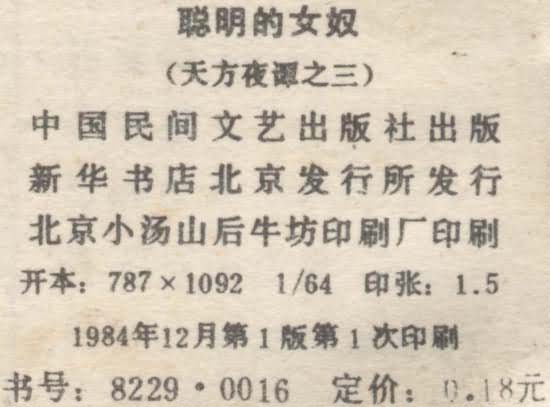 聪明的女奴
（天方夜谭之三）
中国民间文艺出版社出版
新华书店北京发行所发行
北京小汤山后牛坊印刷厂印刷
开本：787×1092 1/64 印张：1.5
1984年12月第1版第1次印刷
书号：8229·0016 定价：0.18元